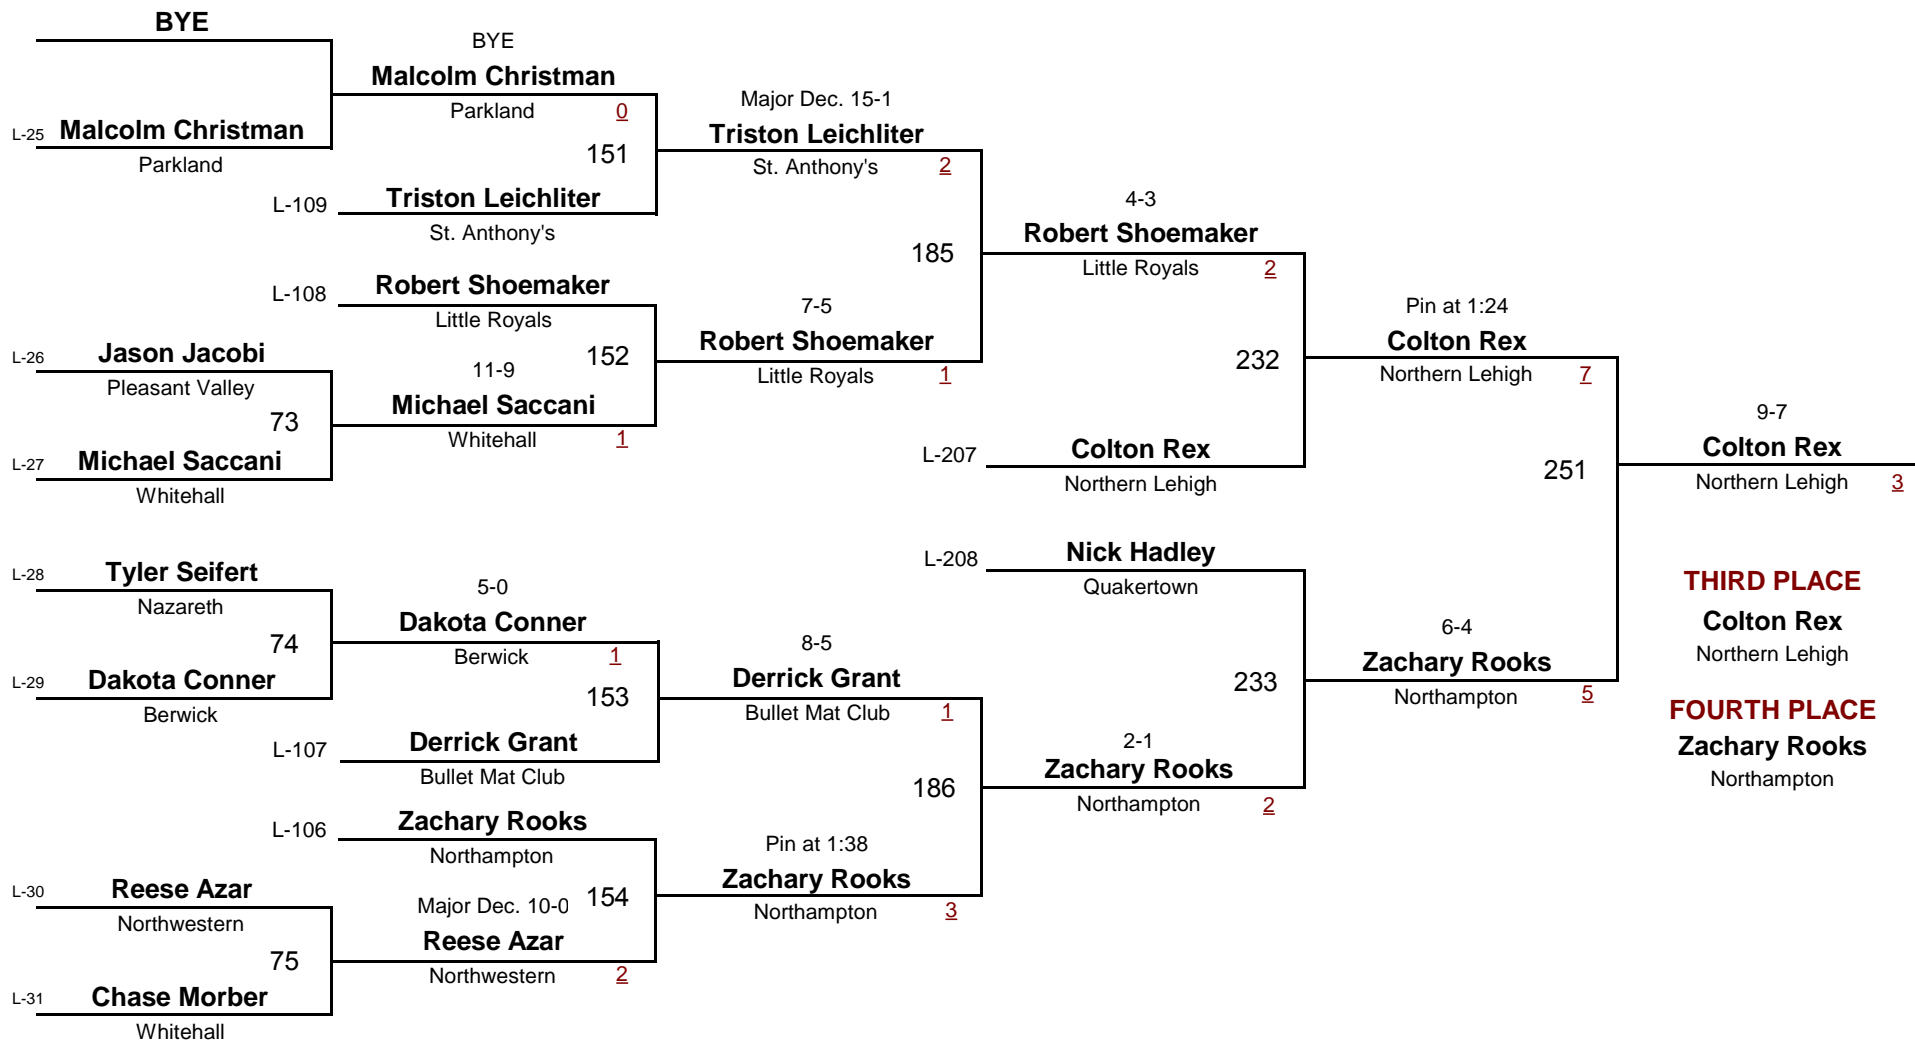 BYE
L-25 Malcolm Christman
Parkland
L-26 Jason Jacobi
Pleasant Valley
73
L-27 Michael Saccani
Whitehall
L-28 Tyler Seifert
Nazareth
74
L-29 Dakota Conner
Berwick
L-30 Reese Azar
Northwestern
75
L-31 Chase Morber
Whitehall
BYE
Malcolm Christman
Parkland 0
151
L-109 Triston Leichliter
St. Anthony's
L-108 Robert Shoemaker
Little Royals
152
11-9
Michael Saccani
Whitehall 1
5-0
Dakota Conner
Berwick 1
153
L-107 Derrick Grant
Bullet Mat Club
L-106 Zachary Rooks
Northampton
154
Major Dec. 10-0
Reese Azar
Northwestern 2
Major Dec. 15-1
Triston Leichliter
St. Anthony's 2
185
7-5
Robert Shoemaker
Little Royals 1
8-5
Derrick Grant
Bullet Mat Club 1
186
Pin at 1:38
Zachary Rooks
Northampton 3
4-3
Robert Shoemaker
Little Royals 2
232
L-207 Colton Rex
Northern Lehigh
L-208 Nick Hadley
Quakertown
233
2-1
Zachary Rooks
Northampton 2
Pin at 1:24
Colton Rex
Northern Lehigh 7
251
6-4
Zachary Rooks
Northampton 5
9-7
Colton Rex
Northern Lehigh 3
THIRD PLACE
Colton Rex
Northern Lehigh
FOURTH PLACE
Zachary Rooks
Northampton